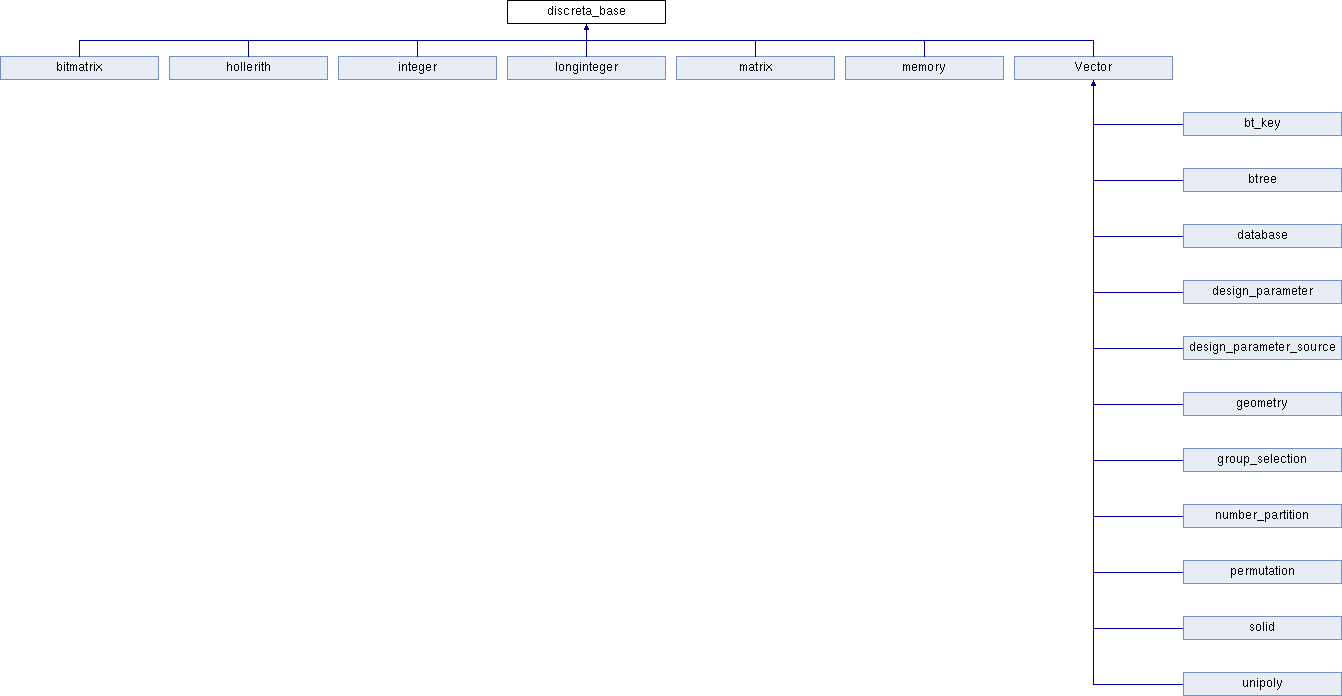 discreta_base
bitmatrix
hollerith
integer
longinteger
matrix
memory
Vector
bt_key
btree
database
design_parameter
design_parameter_source
geometry
group_selection
number_partition
permutation
solid
unipoly